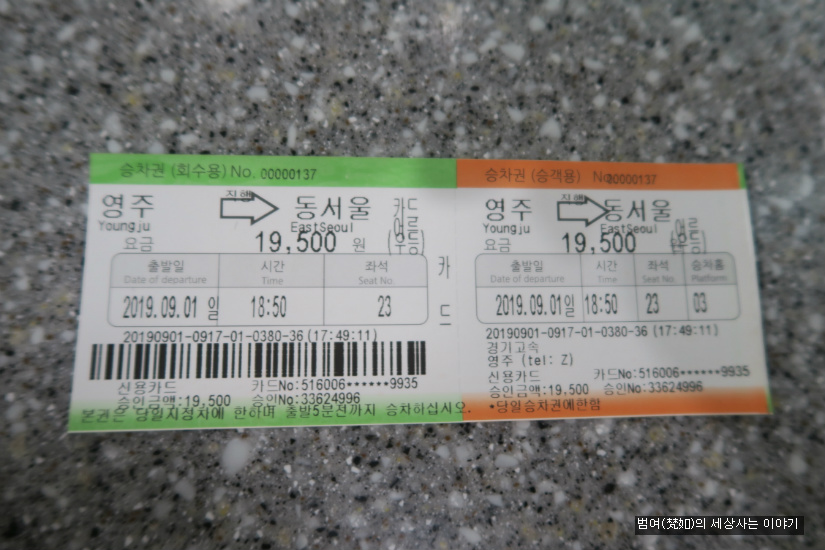 승차권 (회수용) No. 00000137
영주 직행 동서울 카드
Youngju EastSeoul 어른
요금 19,500 원 (우등)
카드
출발일 시간 좌석
Date of departure Time Seat No.
2019.09.01 일 18:50 23
20190901-0917-01-0380-36 (17:49:11)
신용카드 카드No:516006******9935
승인금액:19,500 승인No:33624996
본권은 당일지정차에 한하며 출발5분전까지 승차하십시오.
승차권 (승객용) No.00000137
영주 직행 동서울
Youngju EastSeoul 어른
요금 19,500
출발일 시간 좌석 승차홈
Date of departure Time Seat No. Platform
2019.09.01 일 18:50 23 03
20190901-0917-01-0380-36 (17:49:11)
경기고속
영주 (tel: Z)
신용카드 카드No:516006******9935
승인금액:19,500 승인No:33624996
•당일승차권에한함
범여(梵如)의 세상사는 이야기